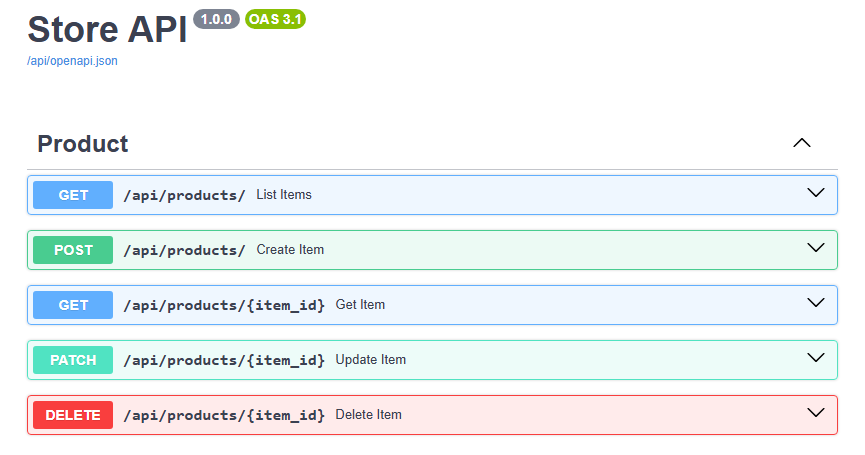 Store API 1.0.0 OAS 3.1
/api/openapi.json
Product
GET /api/products/ List Items
POST /api/products/ Create Item
GET /api/products/{item_id} Get Item
PATCH /api/products/{item_id} Update Item
DELETE /api/products/{item_id} Delete Item